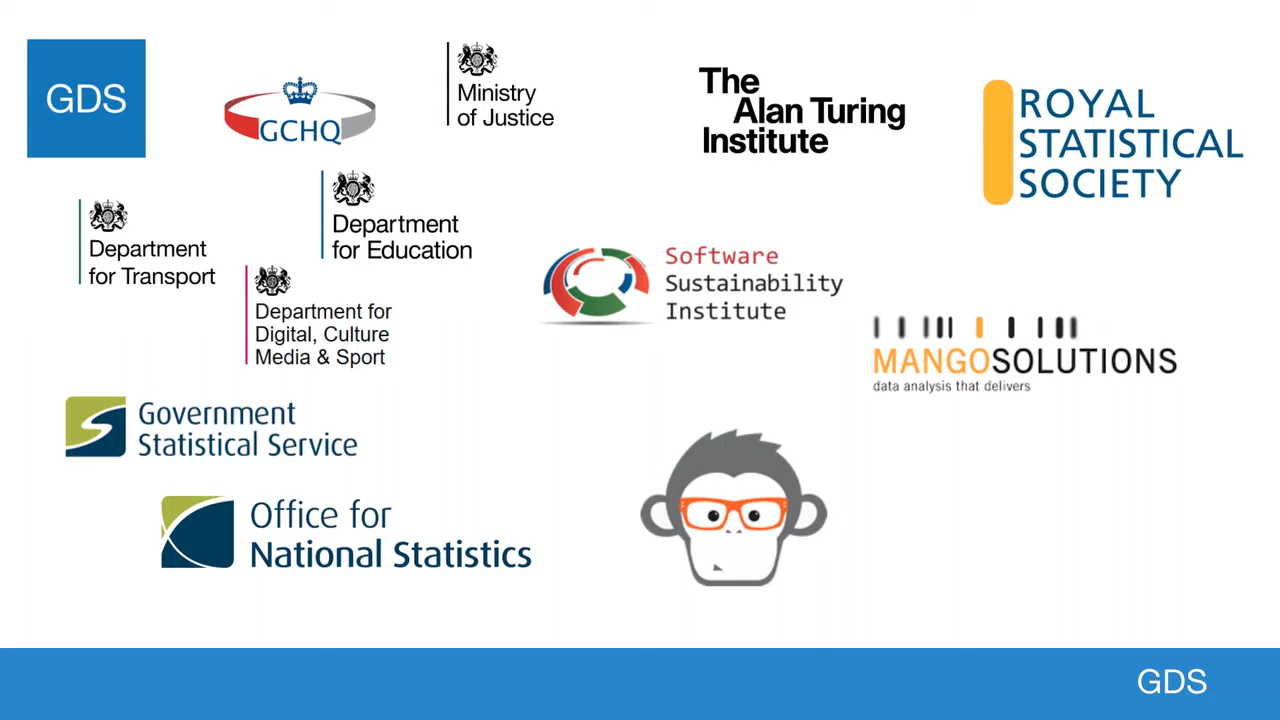 GDS
GCHQ
Ministry
of Justice
The
Alan Turing
Institute
ROYAL
STATISTICAL
SOCIETY
Department
for Transport
Department
for Education
Department for
Digital, Culture
Media & Sport
Software
Sustainability
Institute
MANGOSOLUTIONS
data analysis that delivers
Government
Statistical Service
Office for
National Statistics
GDS